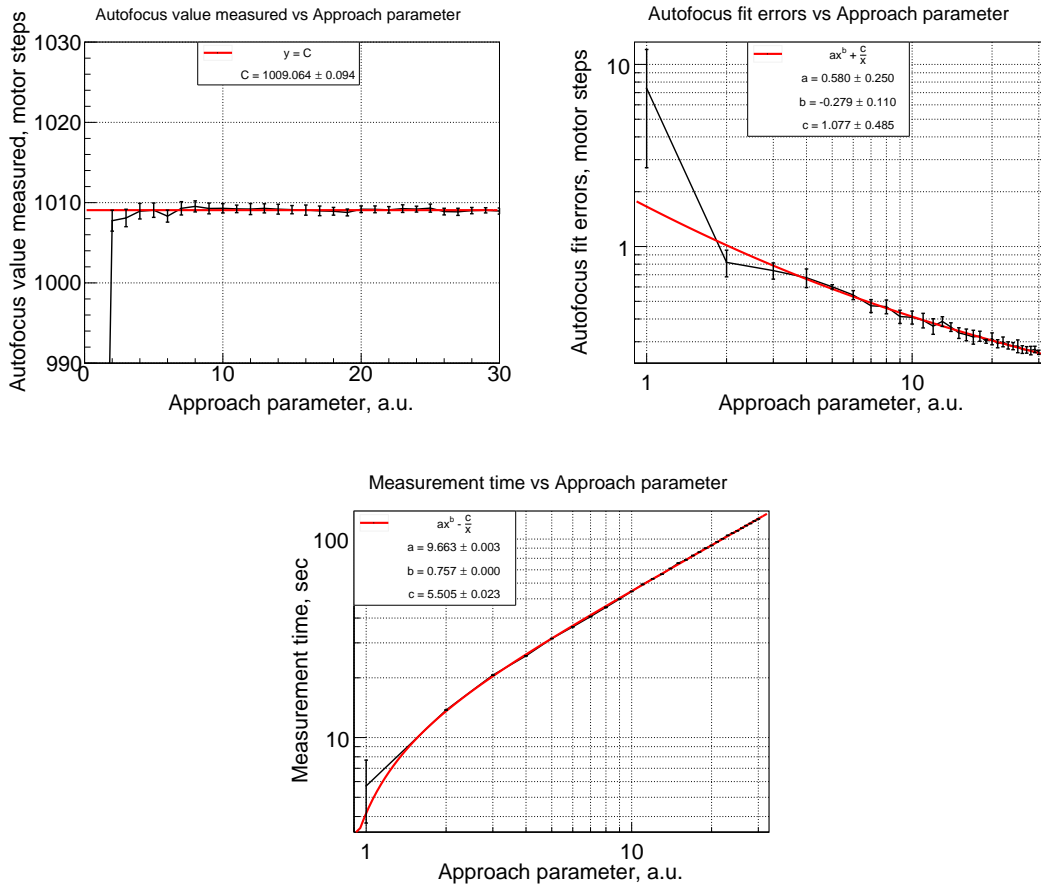 Autofocus value measured vs Approach parameter
Autofocus value measured, motor steps
1030
1020
1010
1000
990
0
10
20
30
Approach parameter, a.u.
y = C
C = 1009.064 ± 0.094
Autofocus fit errors vs Approach parameter
Autofocus fit errors, motor steps
10
1
1
10
Approach parameter, a.u.
ax^b + c/x
a = 0.580 ± 0.250
b = -0.279 ± 0.110
c = 1.077 ± 0.485
Measurement time vs Approach parameter
Measurement time, sec
100
10
1
10
Approach parameter, a.u.
ax^b - c/x
a = 9.663 ± 0.003
b = 0.757 ± 0.000
c = 5.505 ± 0.023